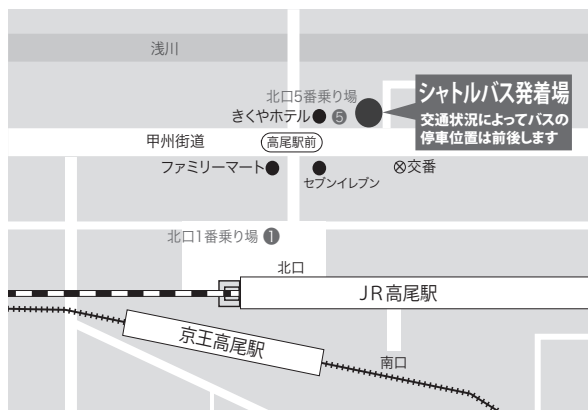 浅川
北口5番乗り場
きくやホテル
5
シャトルバス発着場
交通状況によってバスの
停車位置は前後します
甲州街道
高尾駅前
ファミリーマート
セブンイレブン
交番
北口1番乗り場
1
北口
JR高尾駅
京王高尾駅
南口